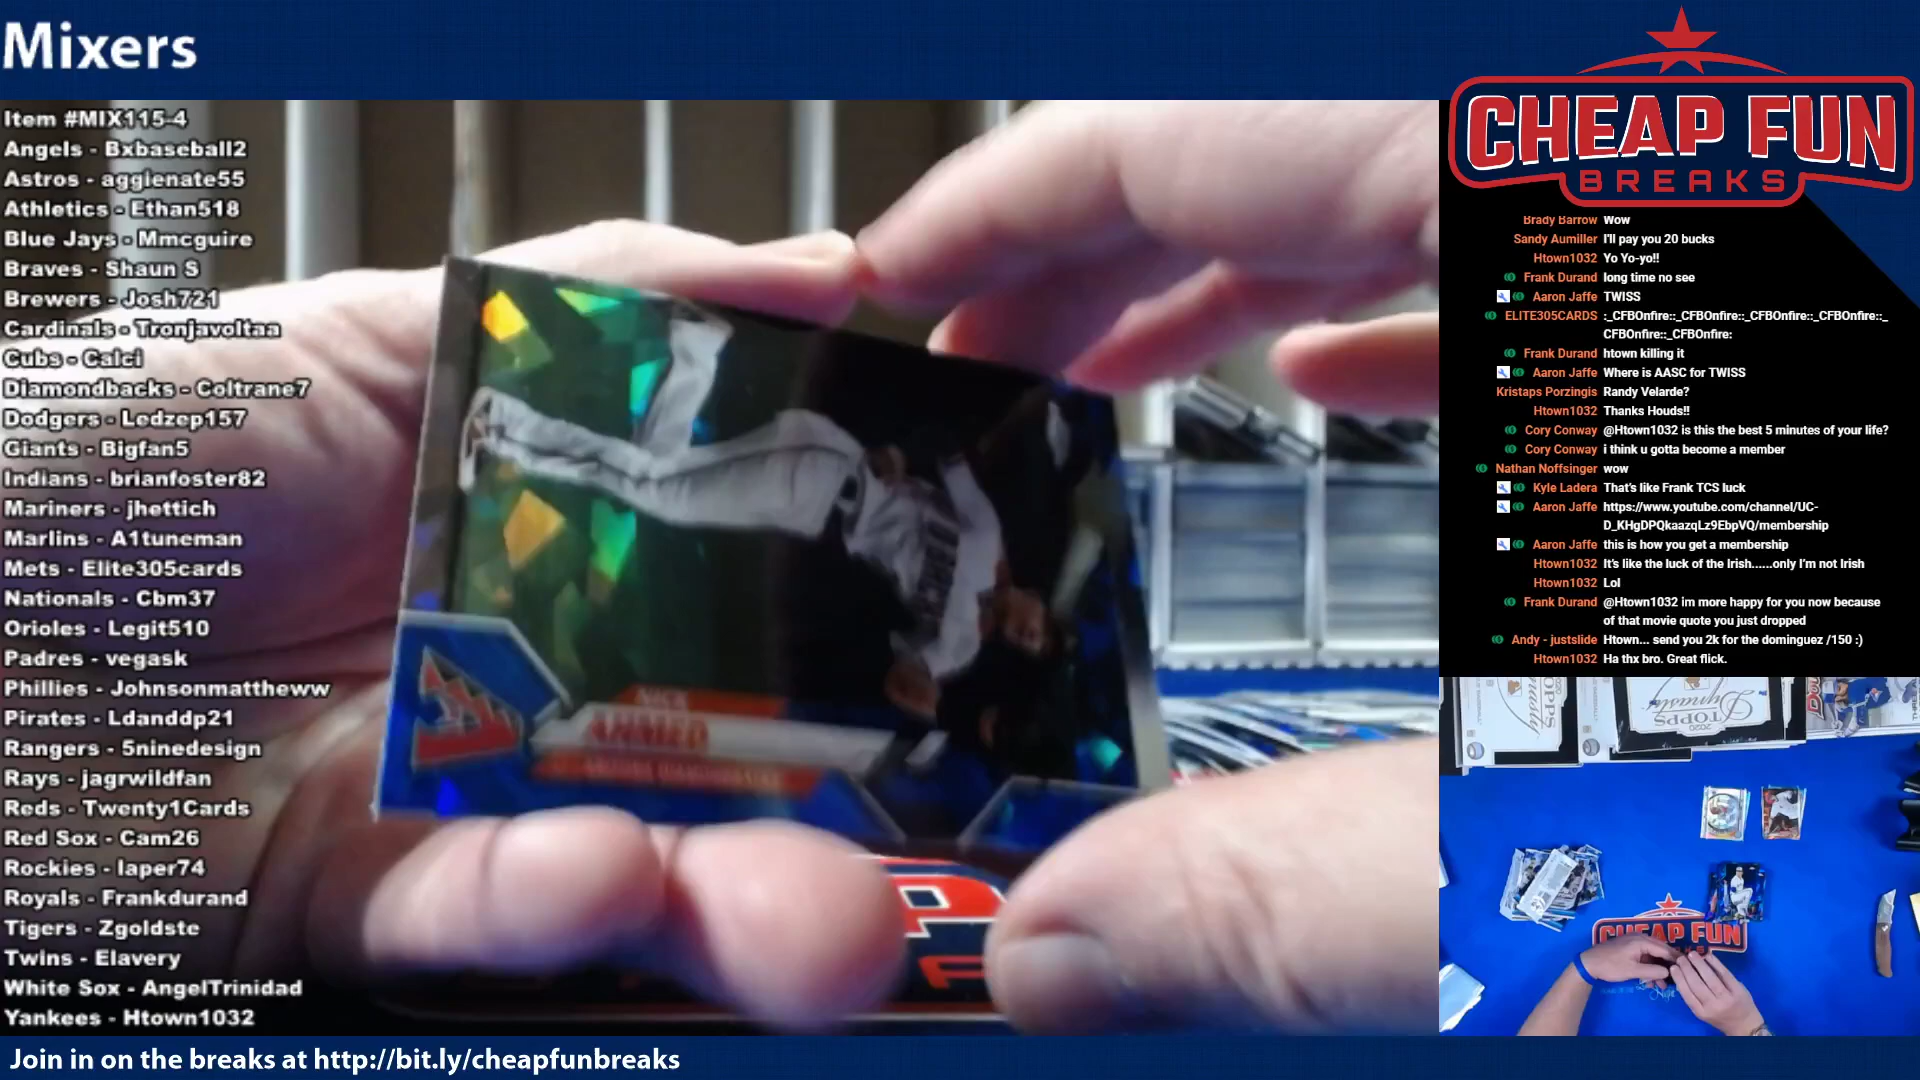 Mixers
Item #MIX115-4
Angels - Bxbaseball2
Astros - aggienate55
Athletics - Ethan518
Blue Jays - Mmcguire
Braves - Shaun S
Brewers - Josh721
Cardinals - Tronjavoltaa
Cubs - Calci
Diamondbacks - Coltrane7
Dodgers - Ledzep157
Giants - Bigfan5
Indians - brianfoster82
Mariners - jhettich
Marlins - A1tuneman
Mets - Elite305cards
Nationals - Cbm37
Orioles - Legit510
Padres - vegask
Phillies - Johnsonmattheww
Pirates - Ldanddp21
Rangers - 5ninedesign
Rays - jagrwildfan
Reds - Twenty1Cards
Red Sox - Cam26
Rockies - laper74
Royals - Frankdurand
Tigers - Zgoldste
Twins - Elavery
White Sox - AngelTrinidad
Yankees - Htown1032
NICK
AHMED
ARIZONA DIAMONDBACKS
CHEAP FUN
BREAKS
Brady Barrow Wow
Sandy Aumiller I'll pay you 20 bucks
Htown1032 Yo Yo-yo!!
Frank Durand long time no see
Aaron Jaffe TWISS
ELITE305CARDS :_CFBOnfire::_CFBOnfire::_CFBOnfire::_CFBOnfire::_
CFBOnfire::_CFBOnfire:
Frank Durand htown killing it
Aaron Jaffe Where is AASC for TWISS
Kristaps Porzingis Randy Velarde?
Htown1032 Thanks Houds!!
Cory Conway @Htown1032 is this the best 5 minutes of your life?
Cory Conway i think u gotta become a member
Nathan Noffsinger wow
Kyle Ladera That's like Frank TCS luck
Aaron Jaffe https://www.youtube.com/channel/UC-
D_KHgDPQkaazqLz9EbpVQ/membership
Aaron Jaffe this is how you get a membership
Htown1032 It's like the luck of the Irish......only I'm not Irish
Htown1032 Lol
Frank Durand @Htown1032 im more happy for you now because
of that movie quote you just dropped
Andy - justslide Htown... send you 2k for the dominguez /150 :)
Htown1032 Ha thx bro. Great flick.
2020
TOPPS
Dynasty
CHEAP FUN
Join in on the breaks at http://bit.ly/cheapfunbreaks